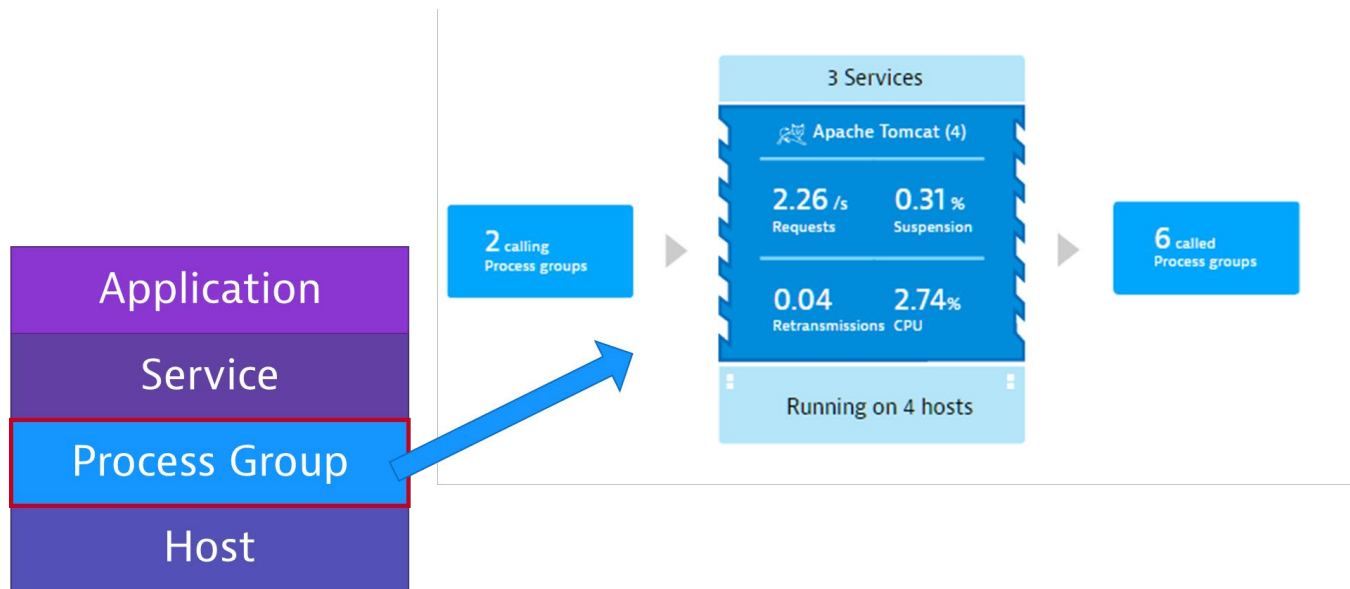 3 Services
Apache Tomcat (4)
2.26 /s 0.31 %
Requests Suspension
0.04 2.74%
Retransmissions CPU
Running on 4 hosts
2 calling
Process groups
6 called
Process groups
Application
Service
Process Group
Host